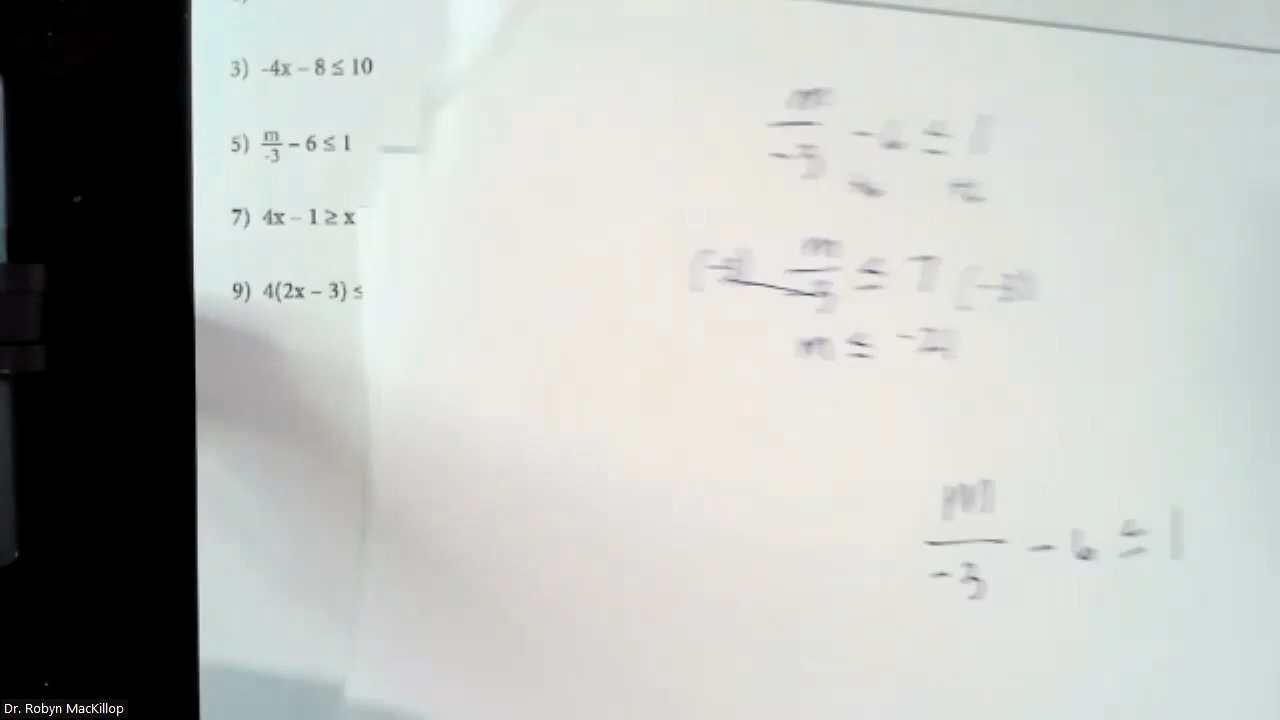 3) -4x – 8 ≤ 10
5) m/-3 – 6 ≤ 1
7) 4x – 1 ≥ x
9) 4(2x – 3) ≤
m/-3 - 6 ≤ 1
m/-3 ≤ 7 (-3)
m ≤ -21
m/-3 - 6 ≤ 1
Dr. Robyn MacKillop